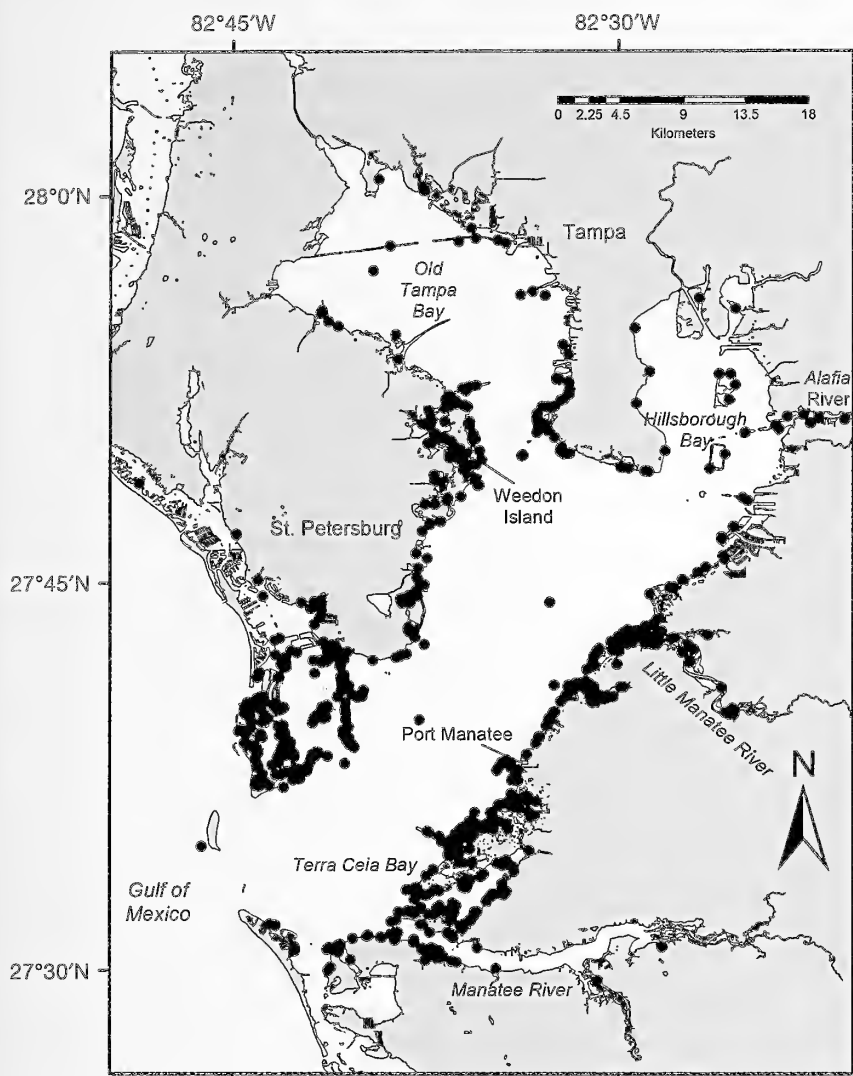 82°45'W
82°30'W
0 2.25 4.5 9 13.5 18
Kilometers
28°0'N
Tampa
Old
Tampa
Bay
Alafia
River
Hillsborough
Bay
Weedon
Island
St. Petersburg
27°45'N
Little Manatee River
Port Manatee
N
Terra Ceia Bay
Gulf of
Mexico
27°30'N
Manatee River